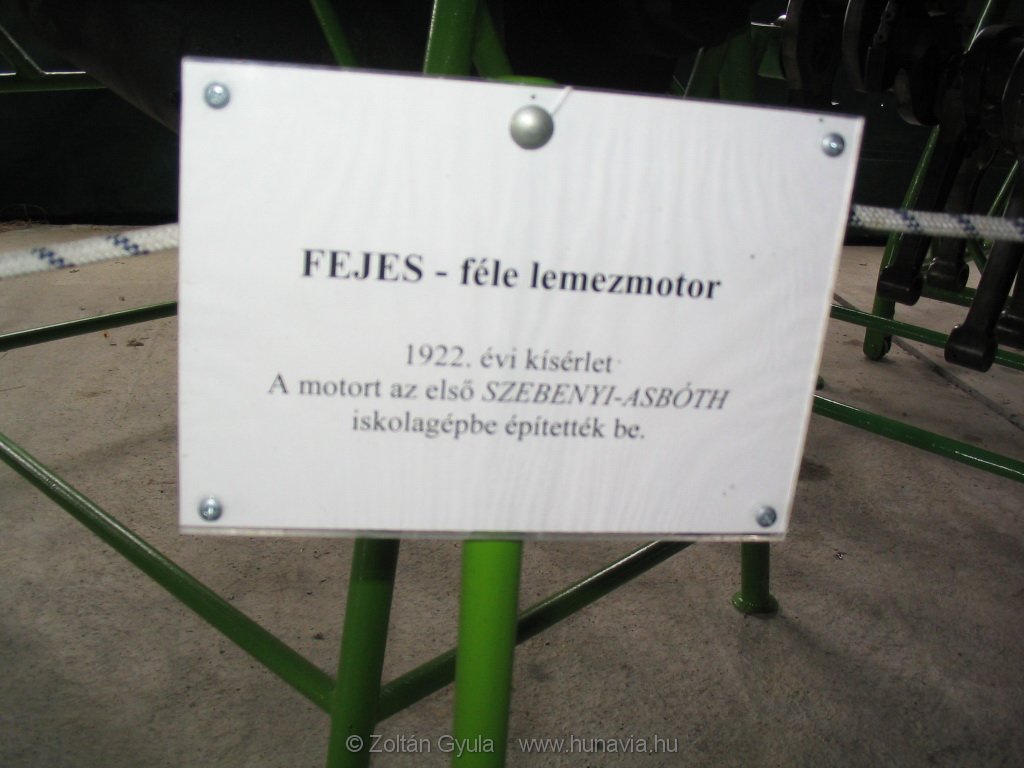 FEJES - féle lemezmotor
1922. évi kísérlet
A motort az első SZEBENYI-ASBÓTH
iskolagépbe építették be.
© Zoltán Gyula www.hunavia.hu